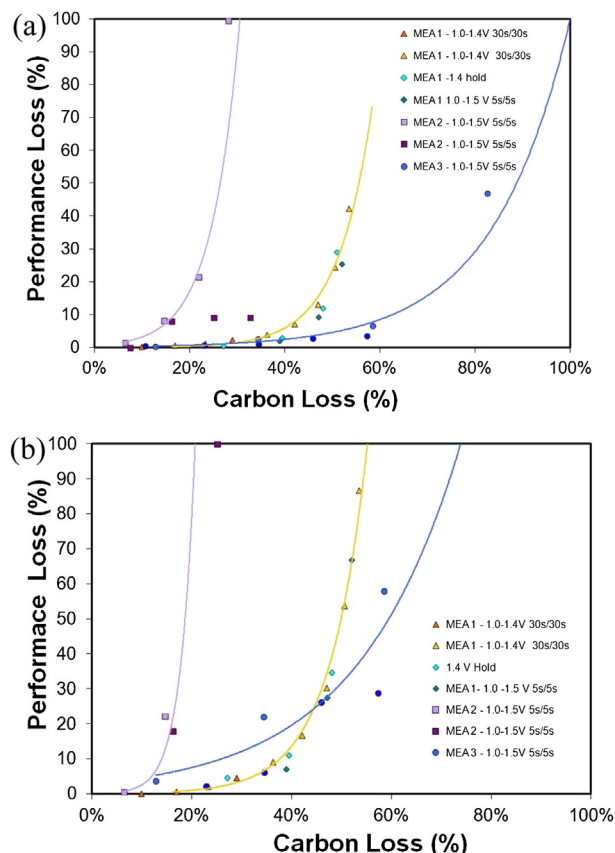 (a)
100
90
80
70
60
50
40
30
20
10
0
Performance Loss (%)
MEA1 - 1.0-1.4V 30s/30s
MEA1 - 1.0-1.4V 30s/30s
MEA1 -1.4 hold
MEA1 1.0 -1.5 V 5s/5s
MEA2 - 1.0-1.5V 5s/5s
MEA2 - 1.0-1.5V 5s/5s
MEA3 - 1.0-1.5V 5s/5s
0% 20% 40% 60% 80% 100%
Carbon Loss (%)
(b)
100
90
80
70
60
50
40
30
20
10
0
Performace Loss (%)
MEA1 - 1.0-1.4V 30s/30s
MEA1 - 1.0-1.4V 30s/30s
1.4 V Hold
MEA1- 1.0 -1.5 V 5s/5s
MEA2 - 1.0-1.5V 5s/5s
MEA2 - 1.0-1.5V 5s/5s
MEA3 - 1.0-1.5V 5s/5s
0% 20% 40% 60% 80% 100%
Carbon Loss (%)